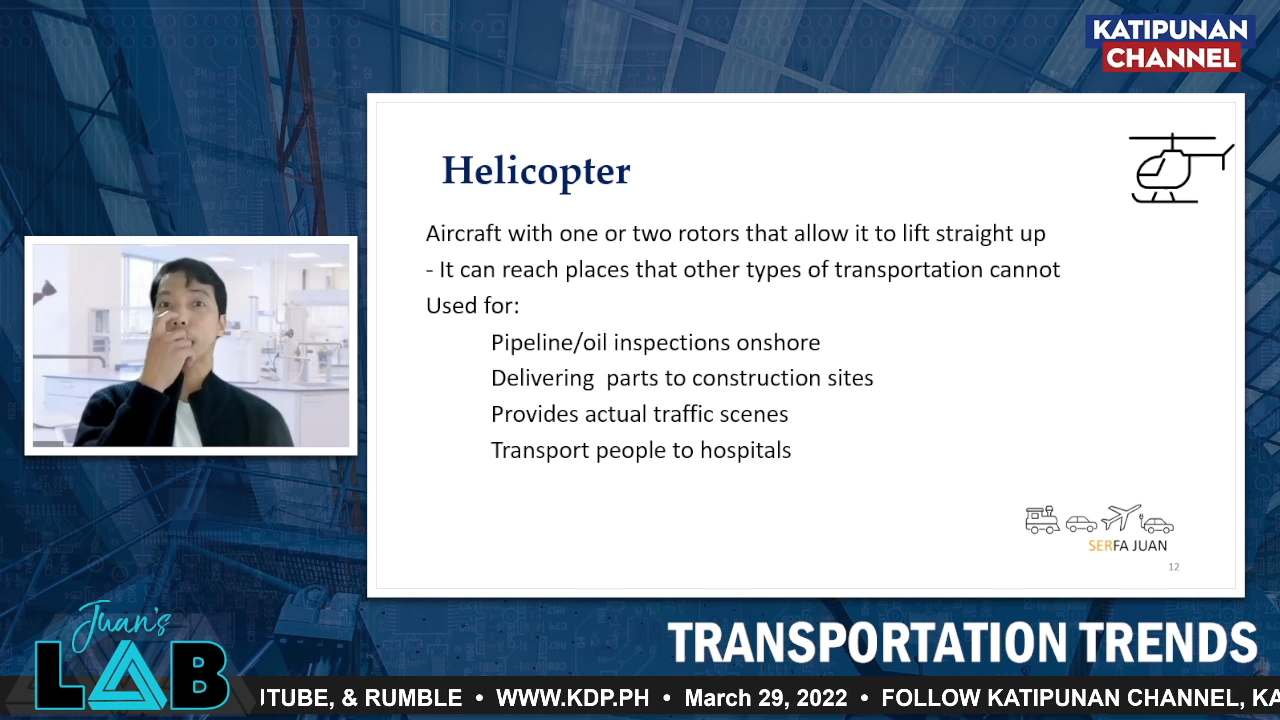 KATIPUNAN
CHANNEL
Helicopter
Aircraft with one or two rotors that allow it to lift straight up
- It can reach places that other types of transportation cannot
Used for:
Pipeline/oil inspections onshore
Delivering  parts to construction sites
Provides actual traffic scenes
Transport people to hospitals
SERFA JUAN
12
Juan's
LAB
TRANSPORTATION TRENDS
& RUMBLE • WWW.KDP.PH • March 29, 2022 • FOLLOW KATIPUNAN CHANNEL,